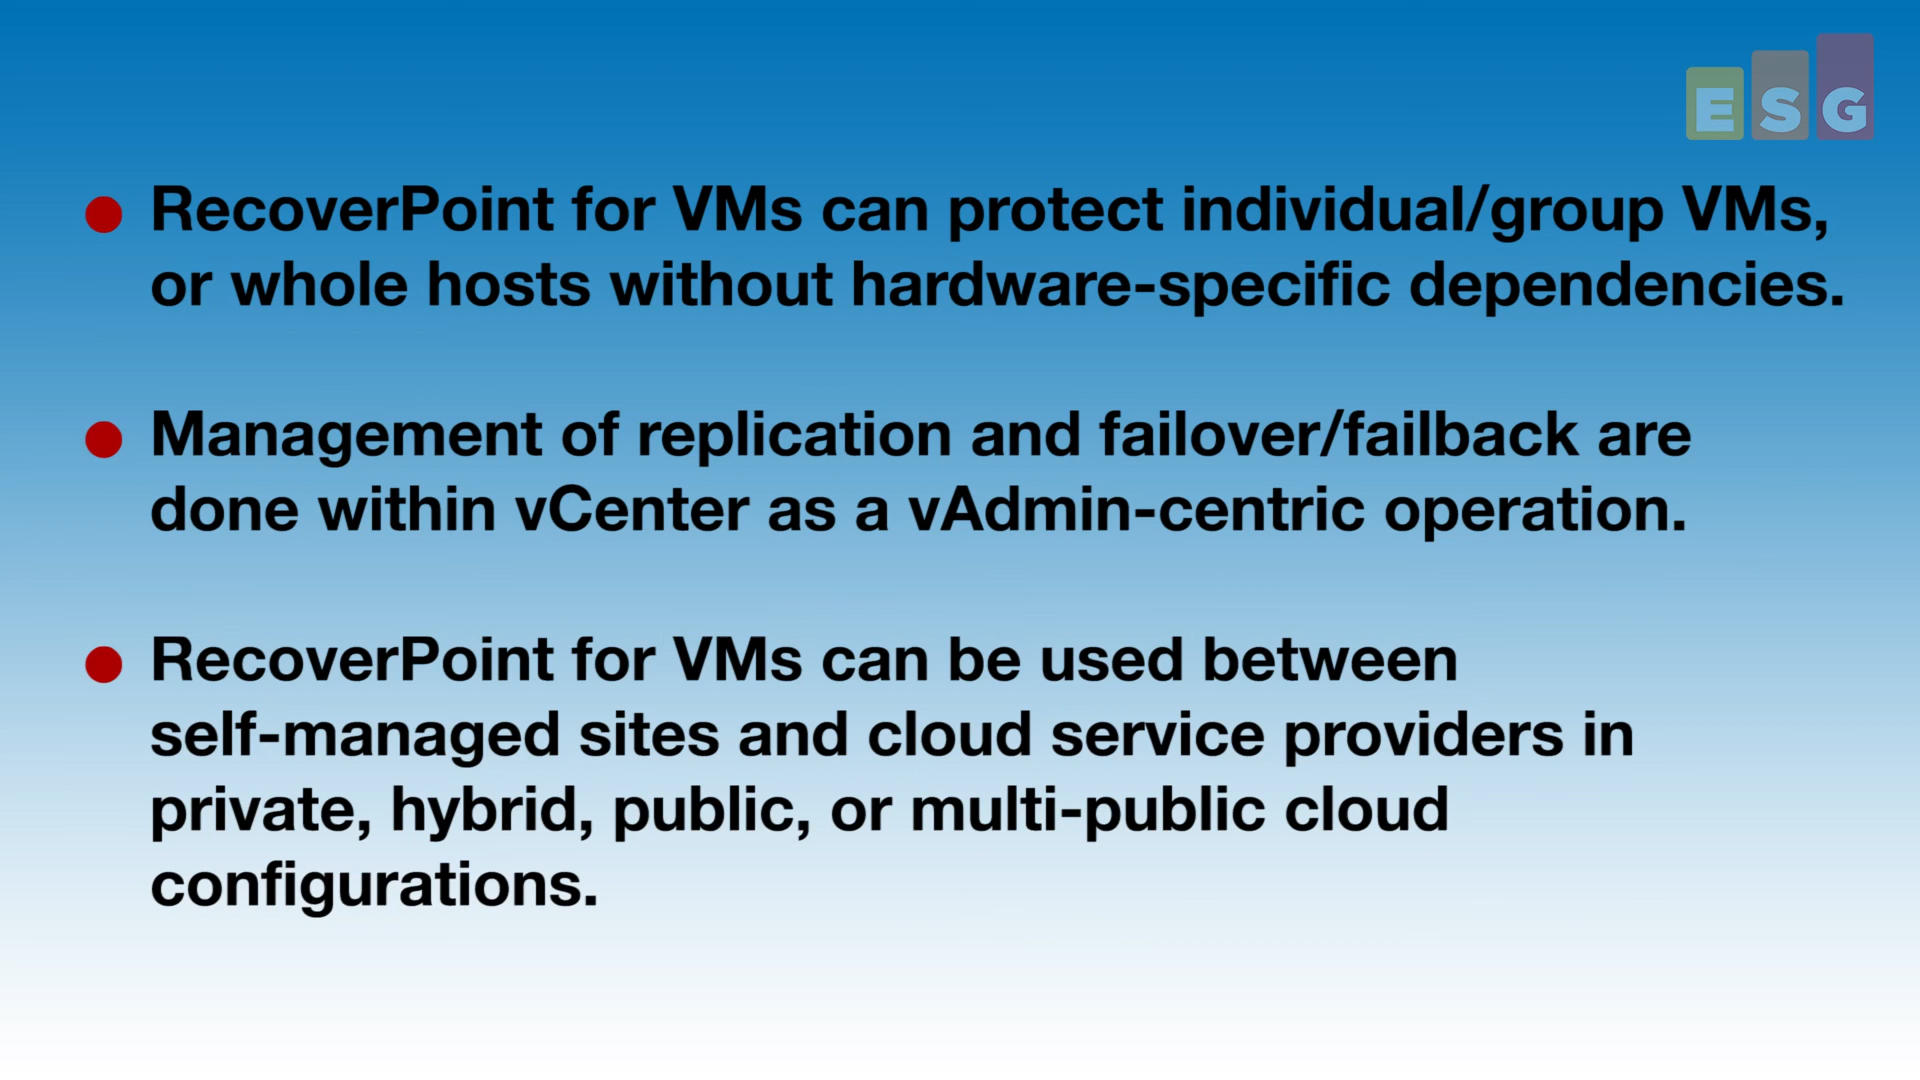 ESG
● RecoverPoint for VMs can protect individual/group VMs,
or whole hosts without hardware-specific dependencies.
● Management of replication and failover/failback are
done within vCenter as a vAdmin-centric operation.
● RecoverPoint for VMs can be used between
self-managed sites and cloud service providers in
private, hybrid, public, or multi-public cloud
configurations.